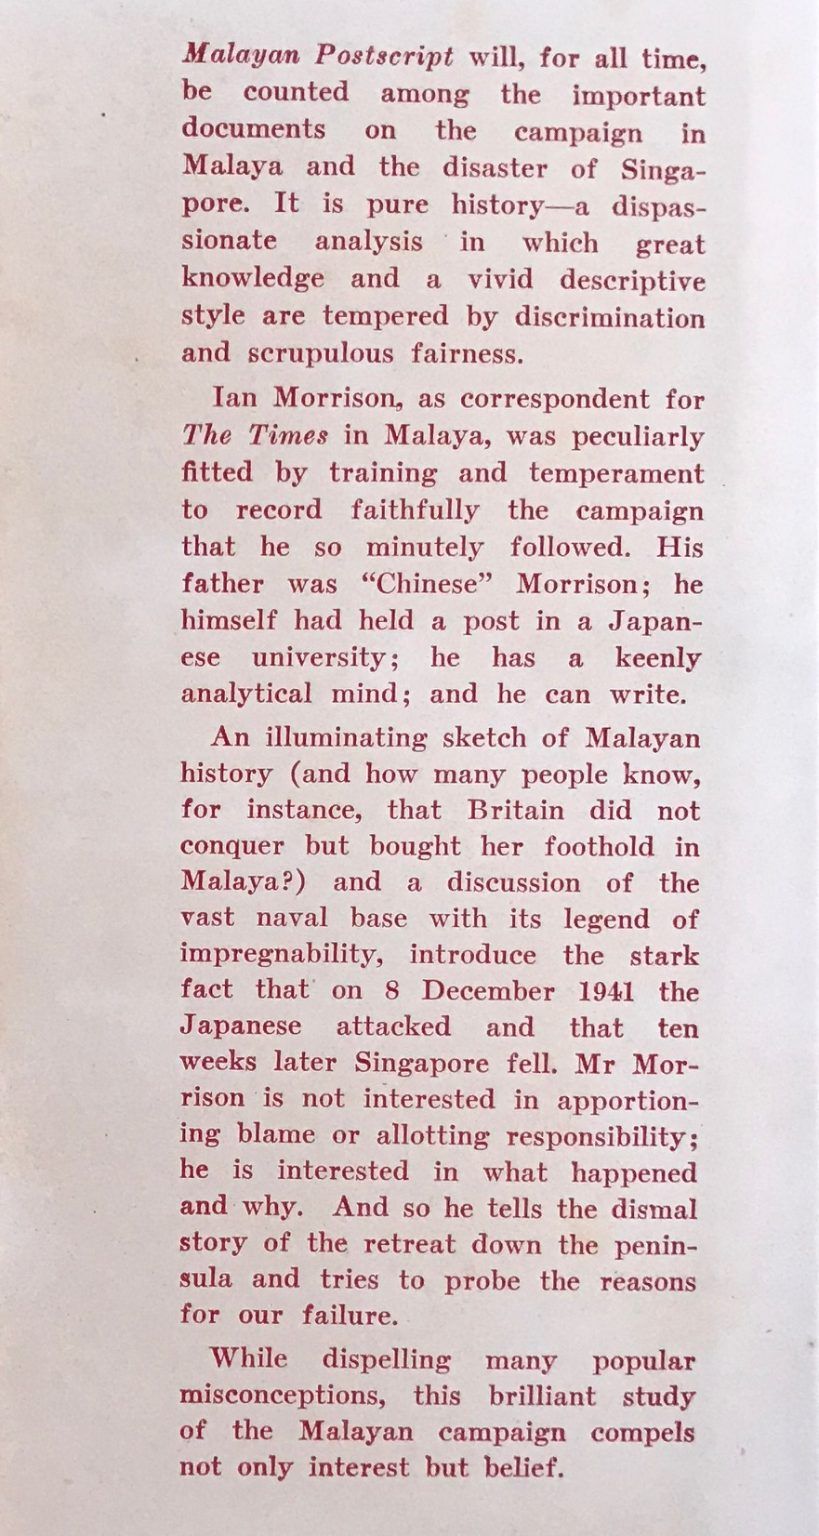 Malayan Postscript will, for all time,
be counted among the important
documents on the campaign in
Malaya and the disaster of Singa-
pore. It is pure history—a dispas-
sionate analysis in which great
knowledge and a vivid descriptive
style are tempered by discrimination
and scrupulous fairness.
Ian Morrison, as correspondent for
The Times in Malaya, was peculiarly
fitted by training and temperament
to record faithfully the campaign
that he so minutely followed. His
father was “Chinese” Morrison; he
himself had held a post in a Japan-
ese university; he has a keenly
analytical mind; and he can write.
An illuminating sketch of Malayan
history (and how many people know,
for instance, that Britain did not
conquer but bought her foothold in
Malaya?) and a discussion of the
vast naval base with its legend of
impregnability, introduce the stark
fact that on 8 December 1941 the
Japanese attacked and that ten
weeks later Singapore fell. Mr Mor-
rison is not interested in apportion-
ing blame or allotting responsibility;
he is interested in what happened
and why. And so he tells the dismal
story of the retreat down the penin-
sula and tries to probe the reasons
for our failure.
While dispelling many popular
misconceptions, this brilliant study
of the Malayan campaign compels
not only interest but belief.